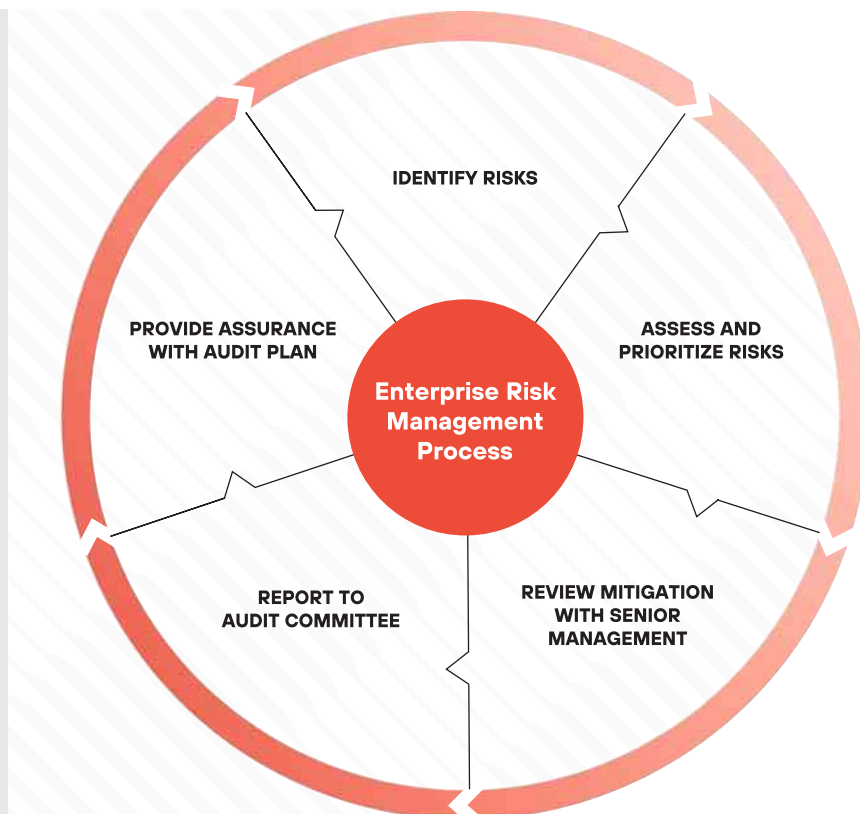 IDENTIFY RISKS
ASSESS AND
PRIORITIZE RISKS
REVIEW MITIGATION
WITH SENIOR
MANAGEMENT
REPORT TO
AUDIT COMMITTEE
PROVIDE ASSURANCE
WITH AUDIT PLAN
Enterprise Risk
Management
Process